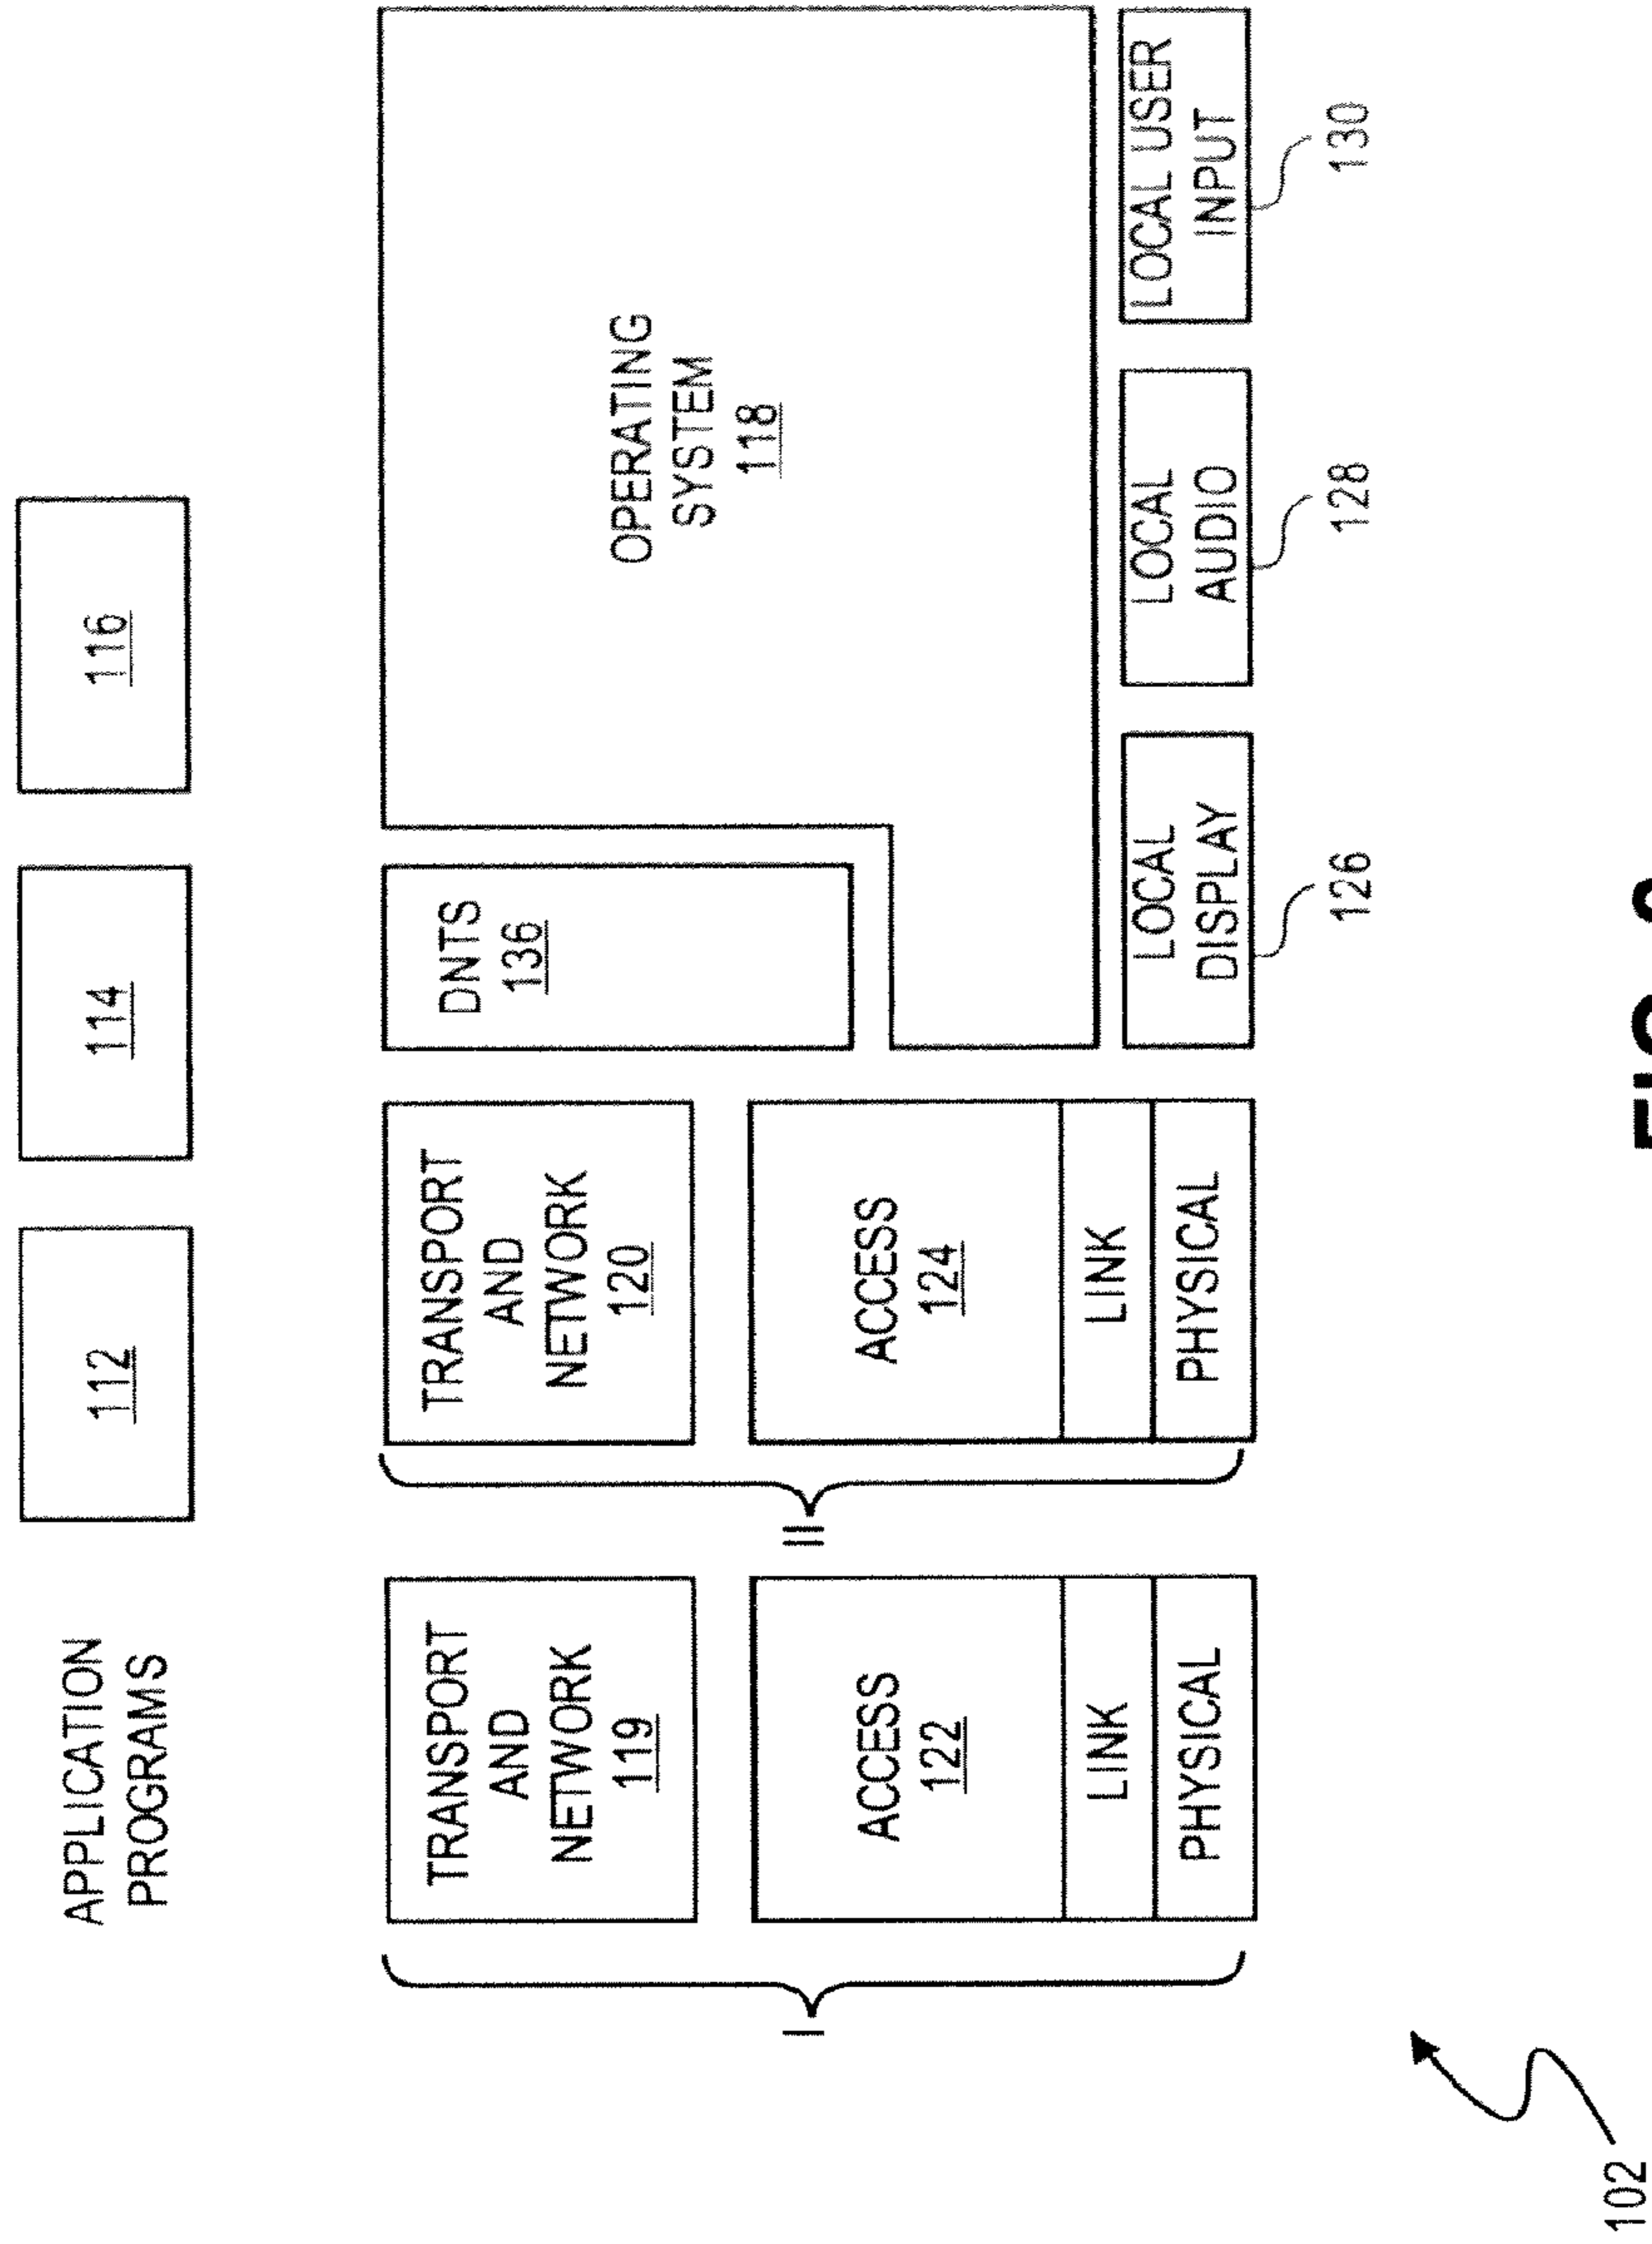 APPLICATION
PROGRAMS
112
114
116
I
TRANSPORT
AND
NETWORK
119
ACCESS
122
LINK
PHYSICAL
II
TRANSPORT
AND
NETWORK
120
ACCESS
124
LINK
PHYSICAL
DNTS
136
OPERATING
SYSTEM
118
LOCAL
DISPLAY
126
LOCAL
AUDIO
128
LOCAL USER
INPUT
130
102